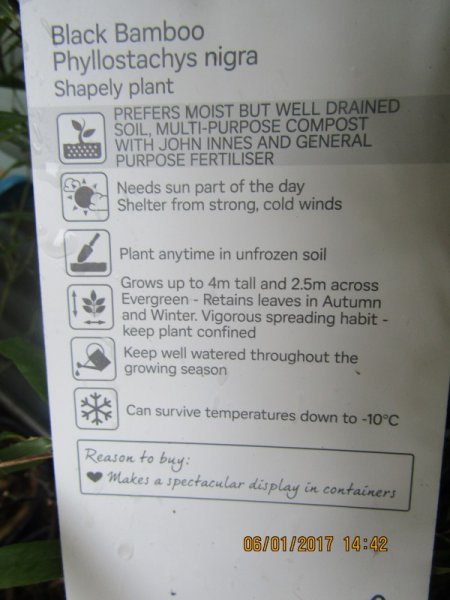 Black Bamboo
Phyllostachys nigra
Shapely plant
PREFERS MOIST BUT WELL DRAINED
SOIL, MULTI-PURPOSE COMPOST
WITH JOHN INNES AND GENERAL
PURPOSE FERTILISER
Needs sun part of the day
Shelter from strong, cold winds
Plant anytime in unfrozen soil
Grows up to 4m tall and 2.5m across
Evergreen - Retains leaves in Autumn
and Winter. Vigorous spreading habit -
keep plant confined
Keep well watered throughout the
growing season
Can survive temperatures down to -10°C
Reason to buy:
Makes a spectacular display in containers
06/01/2017 14:42